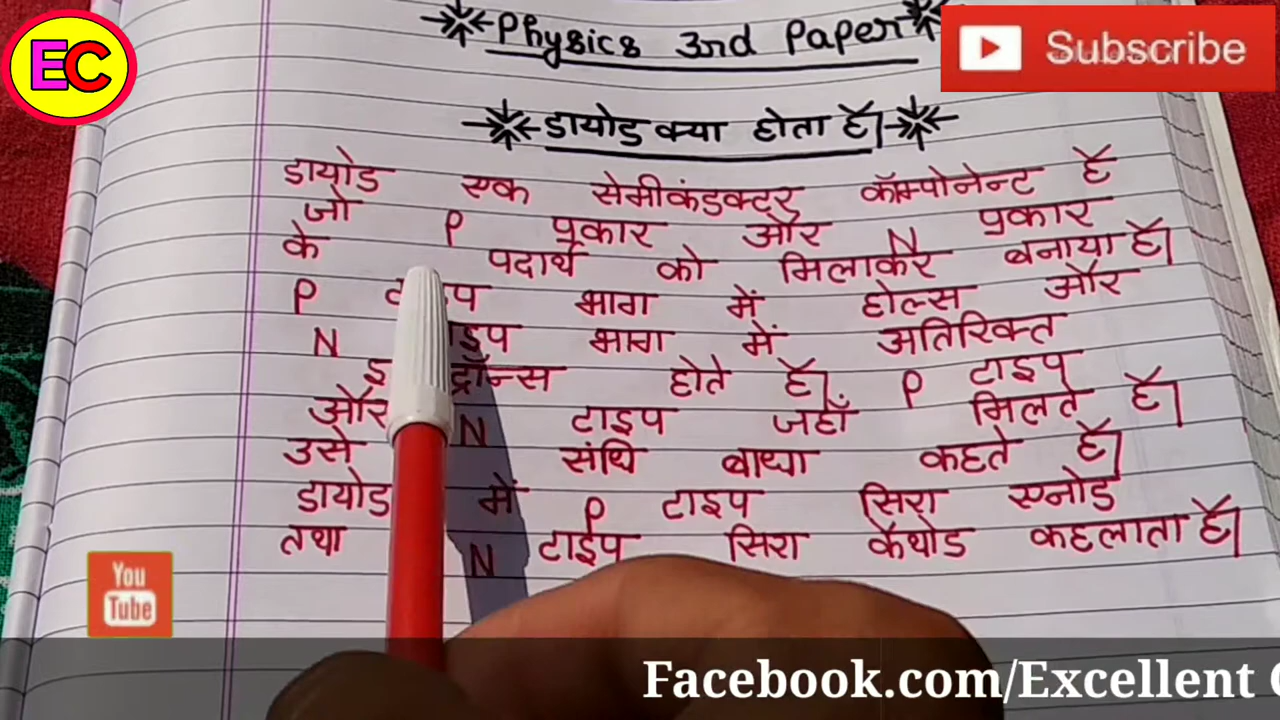 EC
Physics 3rd Paper
Subscribe
डायोड क्या होता है।
डायोड एक सेमीकंडक्टर कॉम्पोनेन्ट है
जो P प्रकार और N प्रकार
के पदार्थ को मिलाकर बनाया है।
P भाग में होल्स और
N भाग में अतिरिक्त
होते है। P टाइप
और N टाइप जहाँ मिलते है।
उसे संधि बाधा कहते है।
डायोड में P टाइप सिरा एनोड
तथा N टाईप सिरा कैथोड कहलाता है।
You
Tube
Facebook.com/Excellent